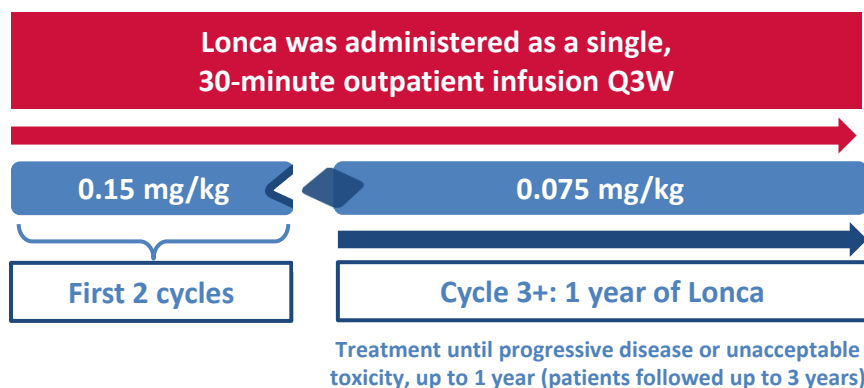 Lonca was administered as a single,
30-minute outpatient infusion Q3W
0.15 mg/kg
0.075 mg/kg
First 2 cycles
Cycle 3+: 1 year of Lonca
Treatment until progressive disease or unacceptable
toxicity, up to 1 year (patients followed up to 3 years)